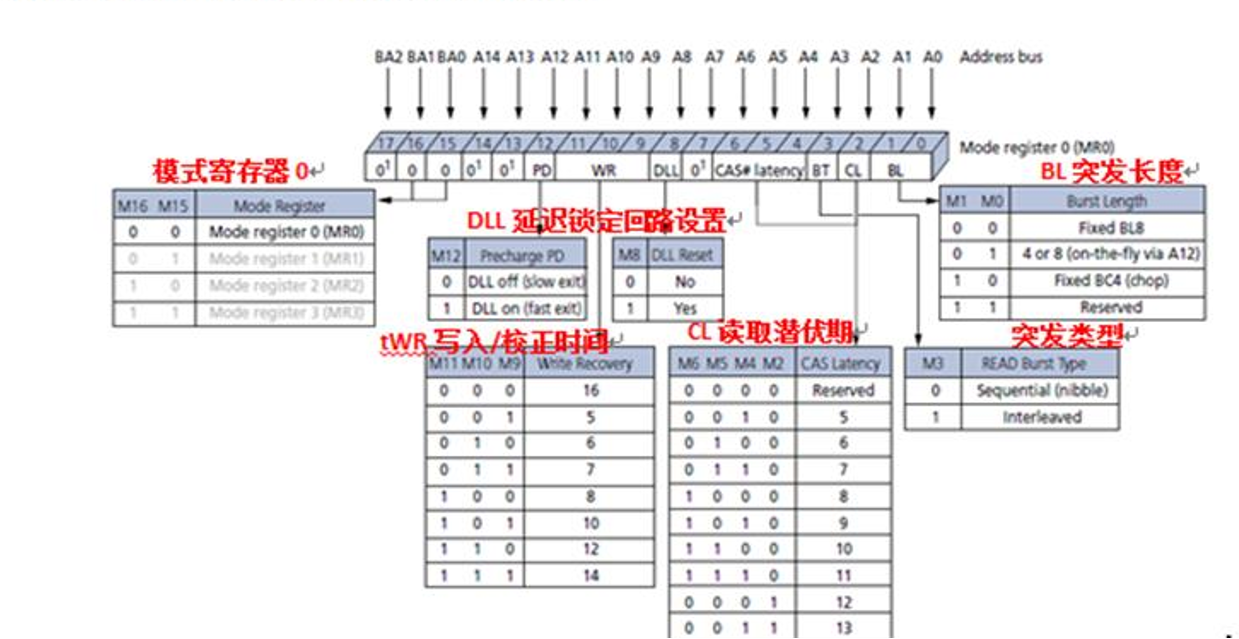 BA2 BA1 BA0 A14 A13 A12 A11 A10 A9 A8 A7 A6 A5 A4 A3 A2 A1 A0 Address bus
17 16 15 14 13 12 11 10 9 8 7 6 5 4 3 2 1 0
Mode register 0 (MR0)
0¹ 0 0 0¹ 0¹ PD WR DLL 0¹ CAS# latency BT CL BL
模式寄存器 0
M16 M15 Mode Register
0 0 Mode register 0 (MR0)
0 1 Mode register 1 (MR1)
1 0 Mode register 2 (MR2)
1 1 Mode register 3 (MR3)
DLL 延迟锁定回路设置
M12 Precharge PD
0 DLL off (slow exit)
1 DLL on (fast exit)
M8 DLL Reset
0 No
1 Yes
BL 突发长度
M1 M0 Burst Length
0 0 Fixed BL8
0 1 4 or 8 (on-the-fly via A12)
1 0 Fixed BC4 (chop)
1 1 Reserved
tWR 写入/校正时间
M11 M10 M9 Write Recovery
0 0 0 16
0 0 1 5
0 1 0 6
0 1 1 7
1 0 0 8
1 0 1 10
1 1 0 12
1 1 1 14
CL 读取潜伏期
M6 M5 M4 M2 CAS Latency
0 0 0 0 Reserved
0 0 1 0 5
0 1 0 0 6
0 1 1 0 7
1 0 0 0 8
1 0 1 0 9
1 1 0 0 10
1 1 1 0 11
0 0 0 1 12
0 0 1 1 13
突发类型
M3 READ Burst Type
0 Sequential (nibble)
1 Interleaved